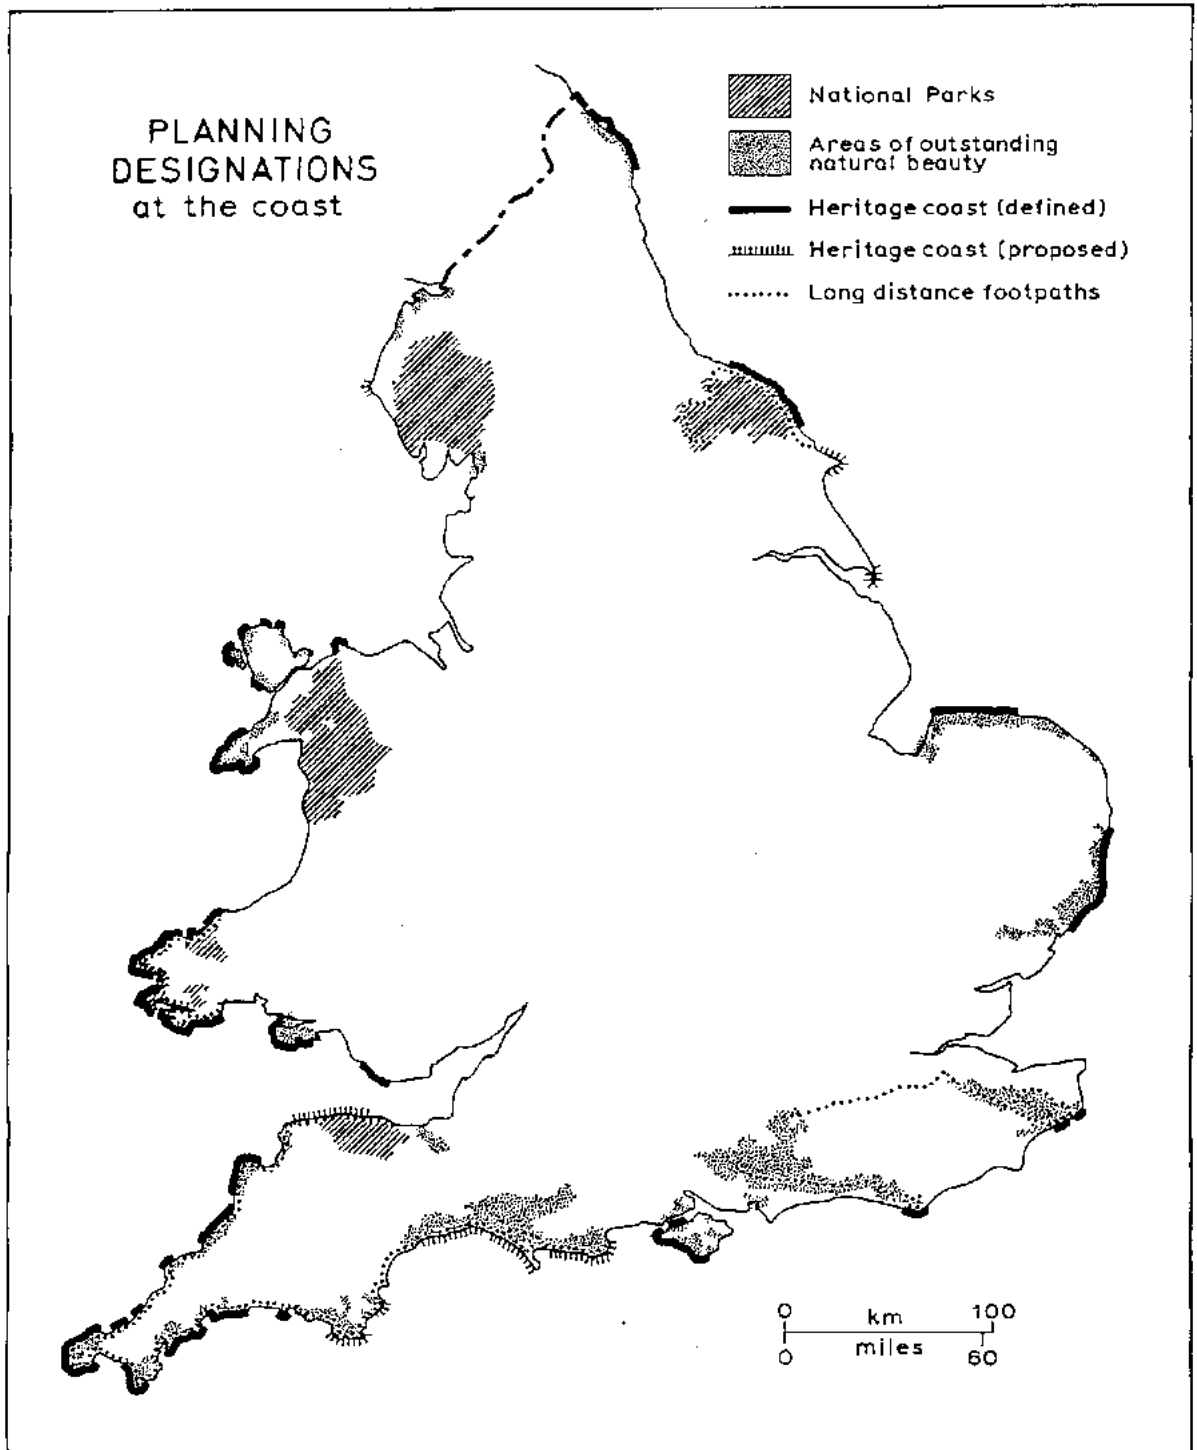 PLANNING
DESIGNATIONS
at the coast
National Parks
Areas of outstanding
natural beauty
Heritage coast (defined)
Heritage coast (proposed)
Long distance footpaths
0 km 100
0 miles 60